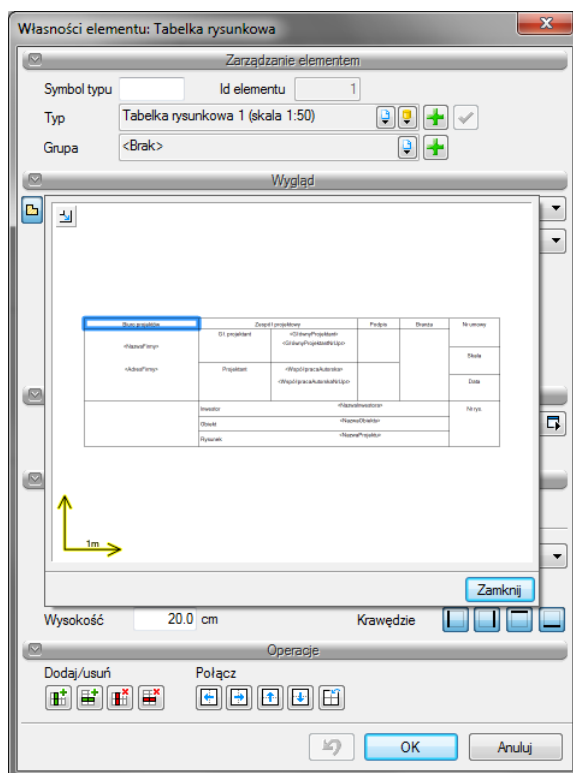 Własności elementu: Tabelka rysunkowa
Zarządzanie elementem
Symbol typu Id elementu 1
Typ Tabelka rysunkowa 1 (skala 1:50)
Grupa <Brak>
Wygląd
Biuro projektów Zespół projektowy Podpis Branża Nr umowy
Gł. projektant <GłównyProjektant>
<NazwaFirmy> <GłównyProjektantNrUpr>
Skala
<AdresFirmy> Projektant <WspółpracaAutorska>
<WspółpracaAutorskaNrUpr> Data
Inwestor <NazwaInwestora> Nr rys.
Obiekt <NazwaObiektu>
Rysunek <NazwaProjektu>
1m
Zamknij
Wysokość 20.0 cm Krawędzie
Operacje
Dodaj/usuń Połącz
OK Anuluj